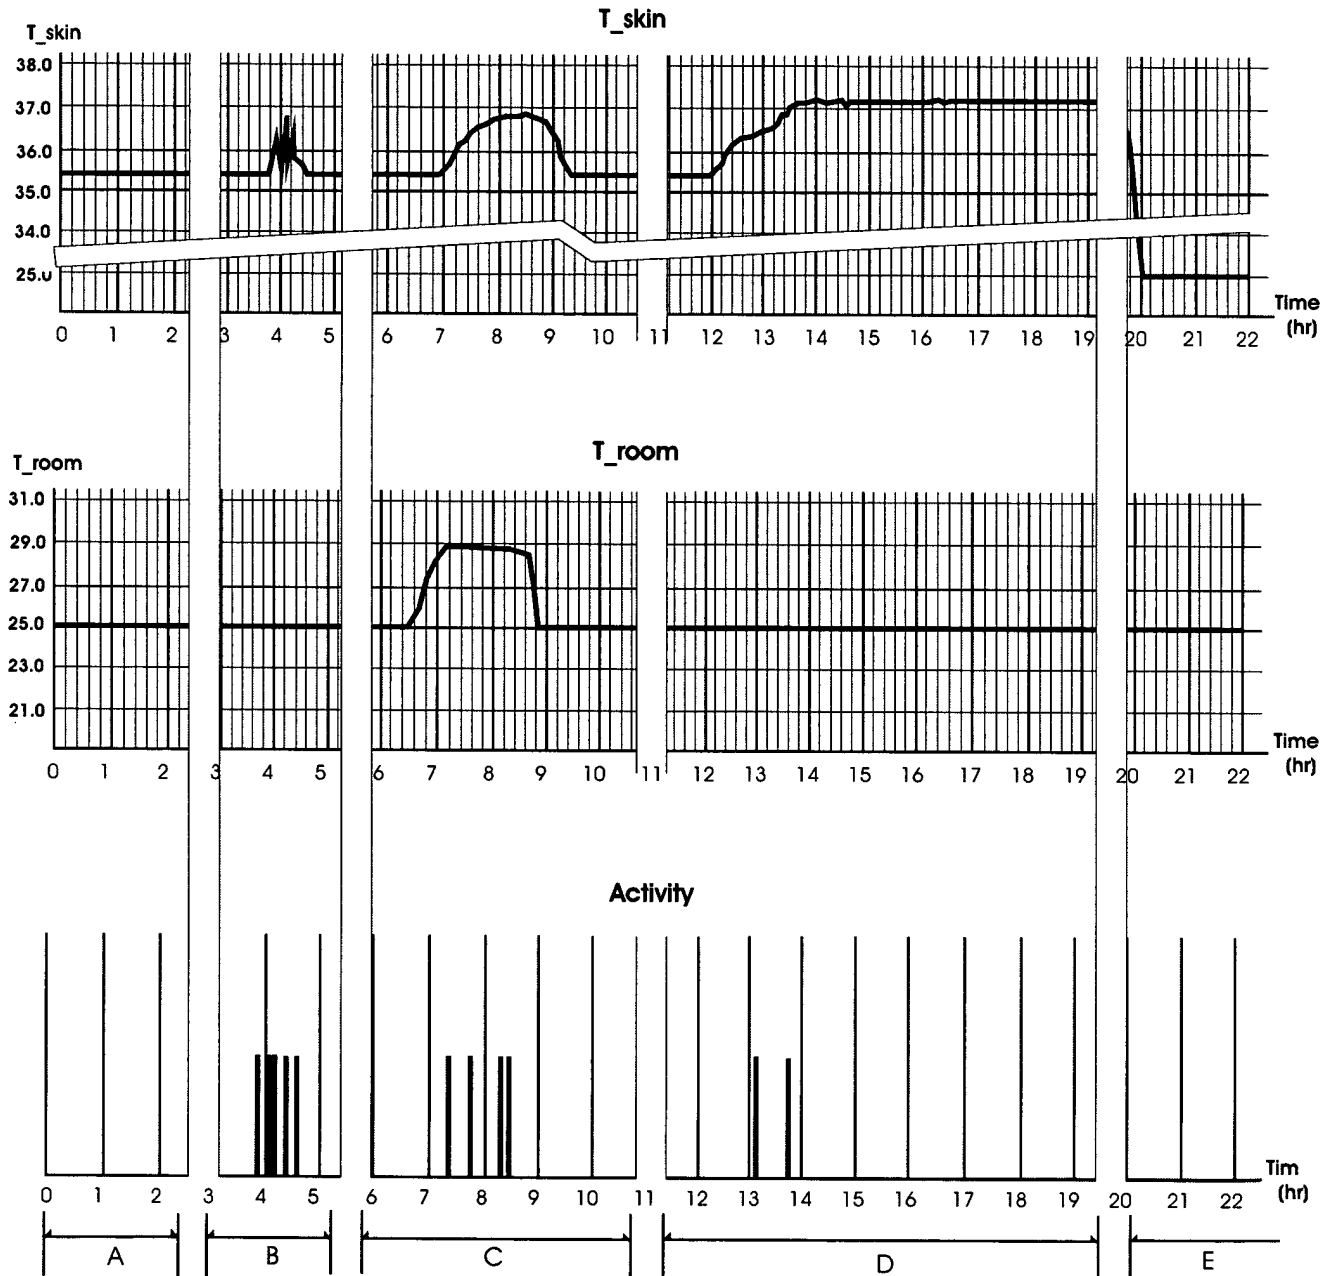 T_skin
T_skin
38.0
37.0
36.0
35.0
34.0
25.0
0 1 2 3 4 5 6 7 8 9 10 11 12 13 14 15 16 17 18 19 20 21 22
Time
(hr)
T_room
T_room
31.0
29.0
27.0
25.0
23.0
21.0
0 1 2 3 4 5 6 7 8 9 10 11 12 13 14 15 16 17 18 19 20 21 22
Time
(hr)
Activity
0 1 2 3 4 5 6 7 8 9 10 11 12 13 14 15 16 17 18 19 20 21 22
Tim
(hr)
A B C D E